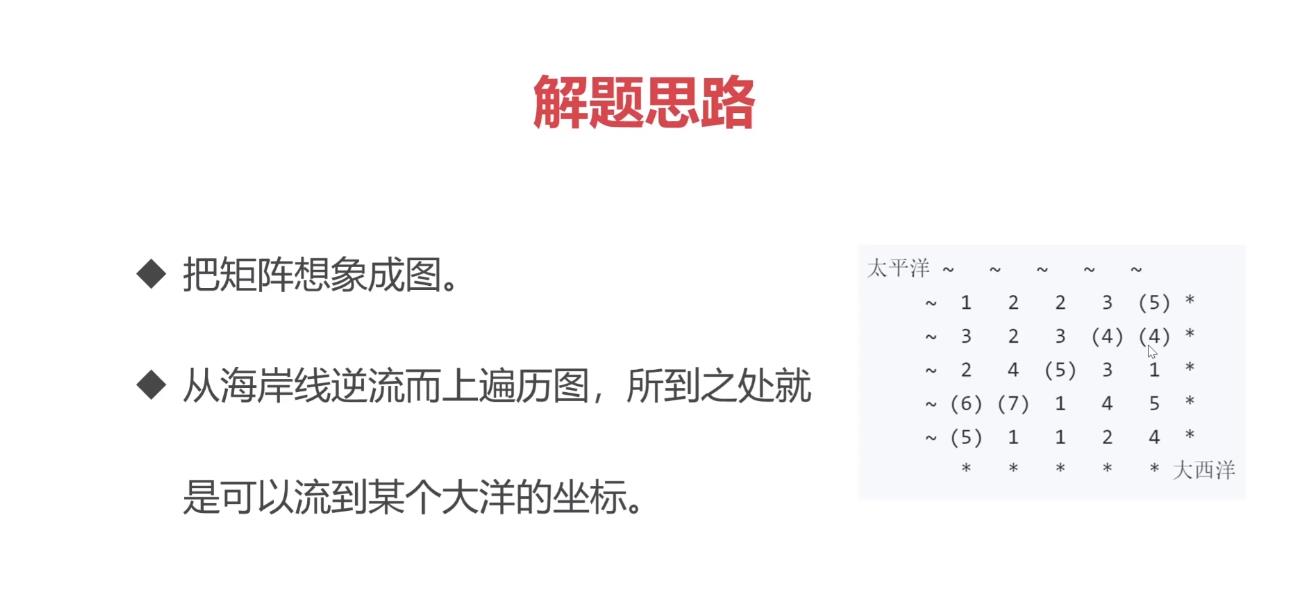 解题思路
◆ 把矩阵想象成图。
◆ 从海岸线逆流而上遍历图，所到之处就
是可以流到某个大洋的坐标。
太平洋 ~ ~ ~ ~ ~
~ 1 2 2 3 (5) *
~ 3 2 3 (4) (4) *
~ 2 4 (5) 3 1 *
~ (6) (7) 1 4 5 *
~ (5) 1 1 2 4 *
* * * * * 大西洋